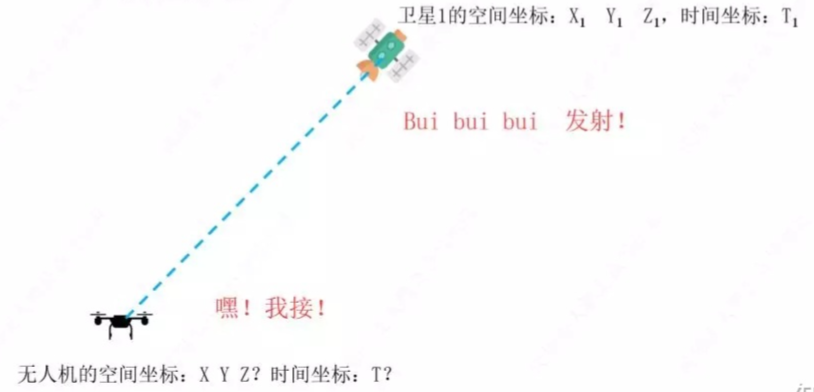 卫星1的空间坐标：X₁ Y₁ Z₁，时间坐标：T₁
Bui bui bui 发射！
嘿！我接！
无人机的空间坐标：X Y Z？时间坐标：T？